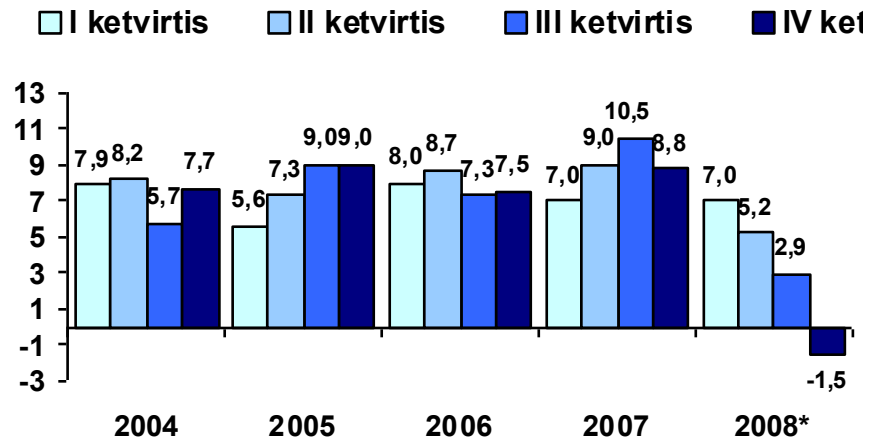 I ketvirtis II ketvirtis III ketvirtis IV ket
13
11
9
7
5
3
1
-1
-3
7,9 8,2 5,7 7,7
5,6 7,3 9,0 9,0
8,0 8,7 7,3 7,5
7,0 9,0 10,5 8,8
7,0 5,2 2,9 -1,5
2004 2005 2006 2007 2008*